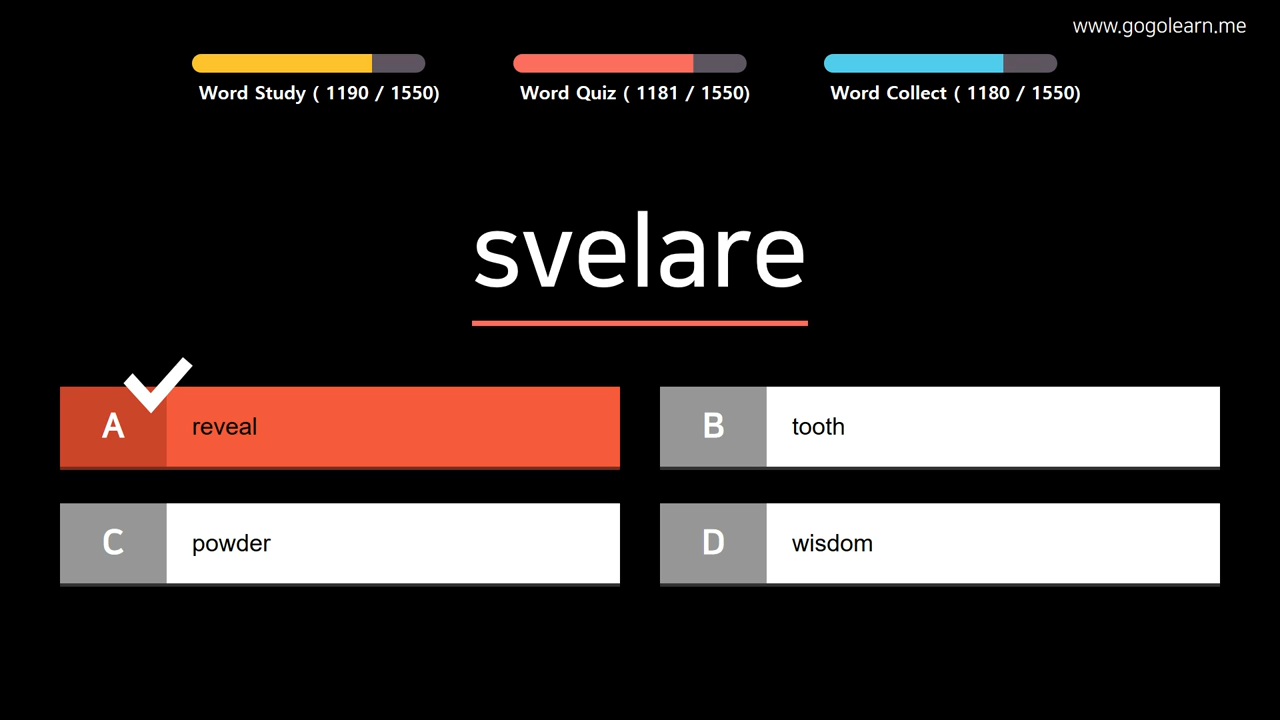 www.gogolearn.me
Word Study ( 1190 / 1550)
Word Quiz ( 1181 / 1550)
Word Collect ( 1180 / 1550)
svelare
A reveal
B tooth
C powder
D wisdom